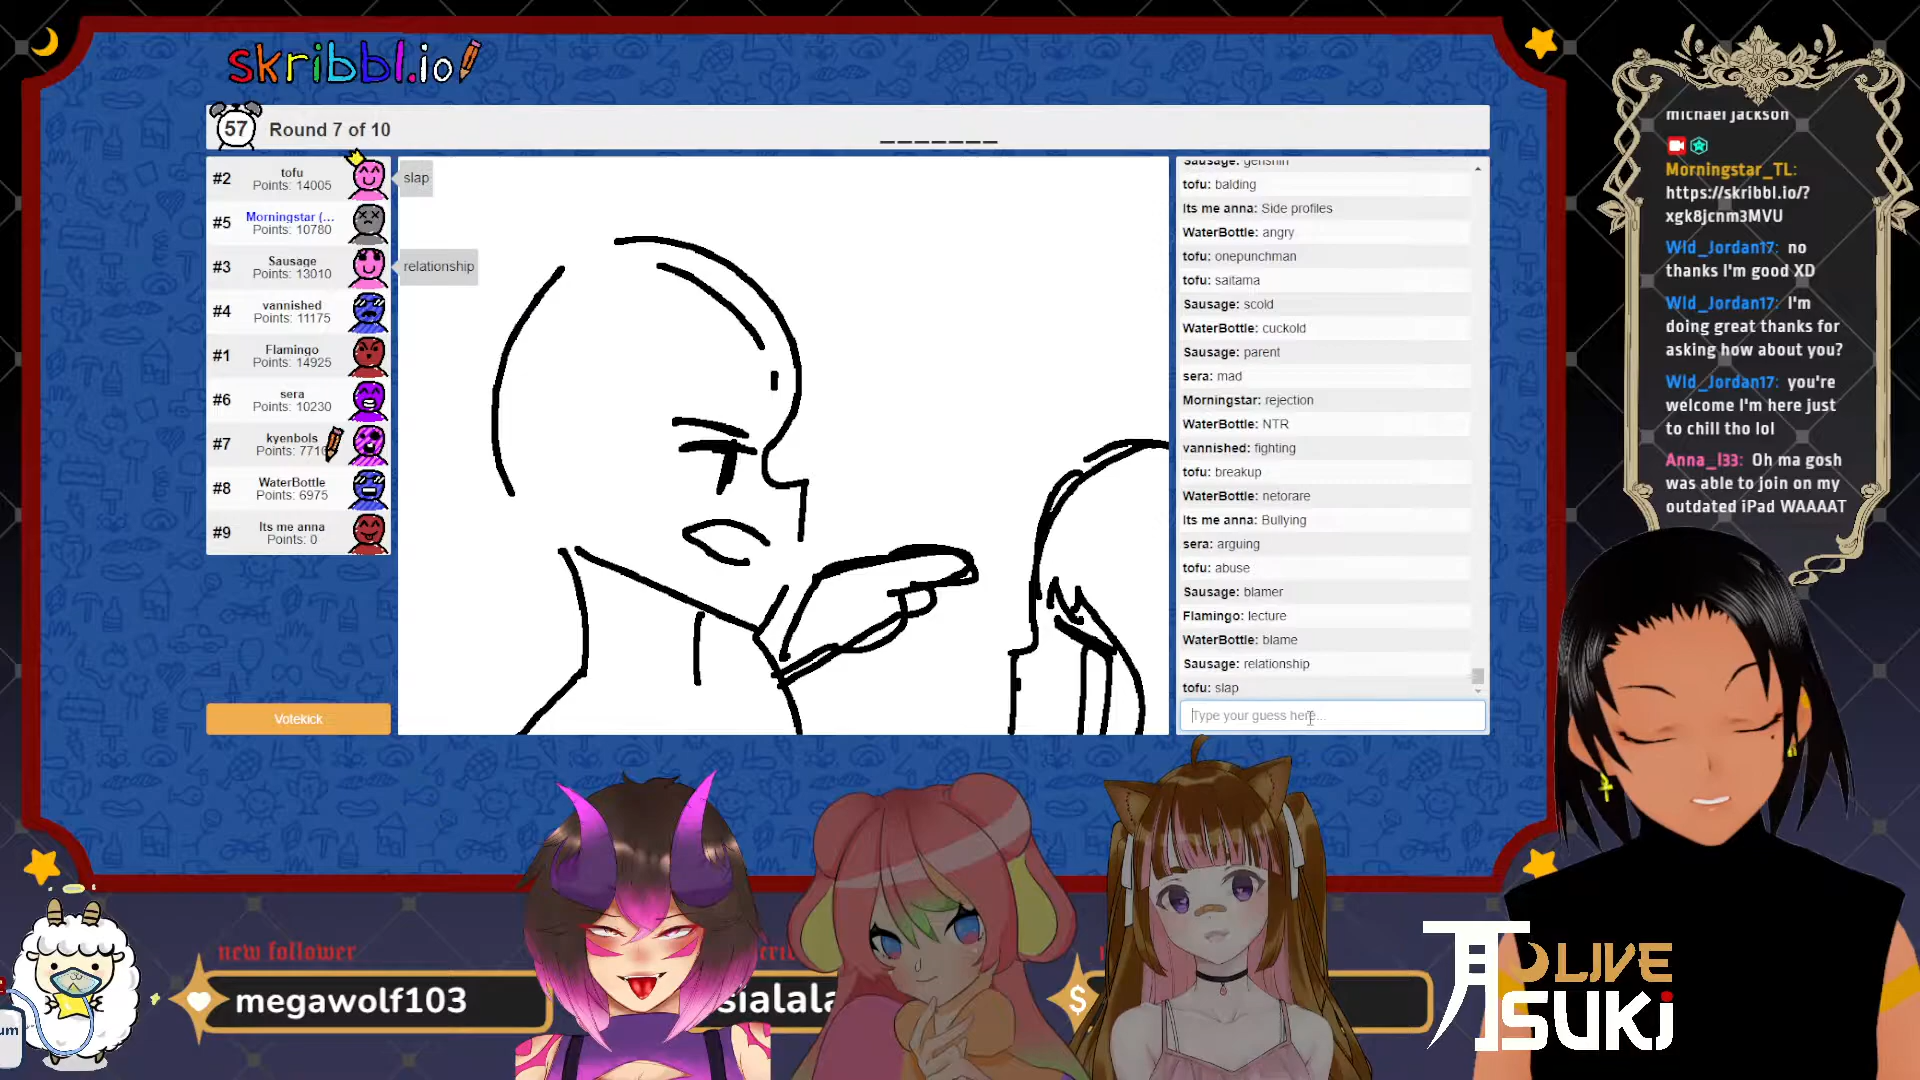 skribbl.io
57
Round 7 of 10
_______
#2
tofu
Points: 14005
slap
#5
Morningstar (...
Points: 10780
#3
Sausage
Points: 13010
relationship
#4
vannished
Points: 11175
#1
Flamingo
Points: 14925
#6
sera
Points: 10230
#7
kyenbols
#8
WaterBottle
Points: 6975
#9
Its me anna
Points: 0
Votekick
Sausage: genshin
tofu: balding
Its me anna: Side profiles
WaterBottle: angry
tofu: onepunchman
tofu: saitama
Sausage: scold
WaterBottle: cuckold
Sausage: parent
sera: mad
Morningstar: rejection
WaterBottle: NTR
vannished: fighting
tofu: breakup
WaterBottle: netorare
Its me anna: Bullying
sera: arguing
tofu: abuse
Sausage: blamer
Flamingo: lecture
WaterBottle: blame
Sausage: relationship
tofu: slap
Type your guess here...
michael jackson
Morningstar_TL:
https://skribbl.io/?
xgk8jcnm3MVU
Wld_Jordan17: no
thanks I'm good XD
Wld_Jordan17: I'm
doing great thanks for
asking how about you?
Wld_Jordan17: you're
welcome I'm here just
to chill tho lol
Anna_l33: Oh ma gosh
was able to join on my
outdated iPad WAAAAT
new follower
megawolf103
sialala
$
LIVE
TSUKi
um